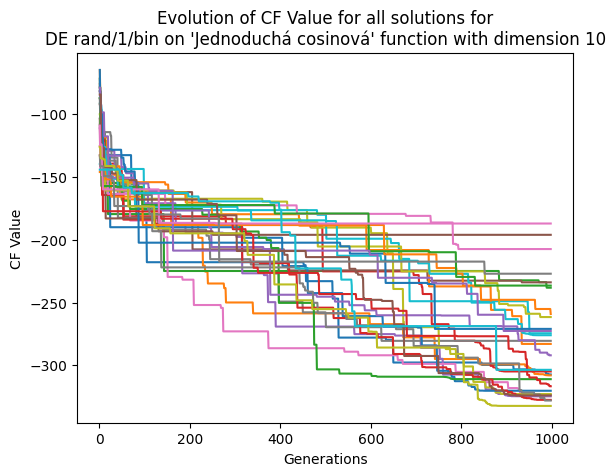 Evolution of CF Value for all solutions for
DE rand/1/bin on 'Jednoduchá cosinová' function with dimension 10
CF Value
−100
−150
−200
−250
−300
0 200 400 600 800 1000
Generations